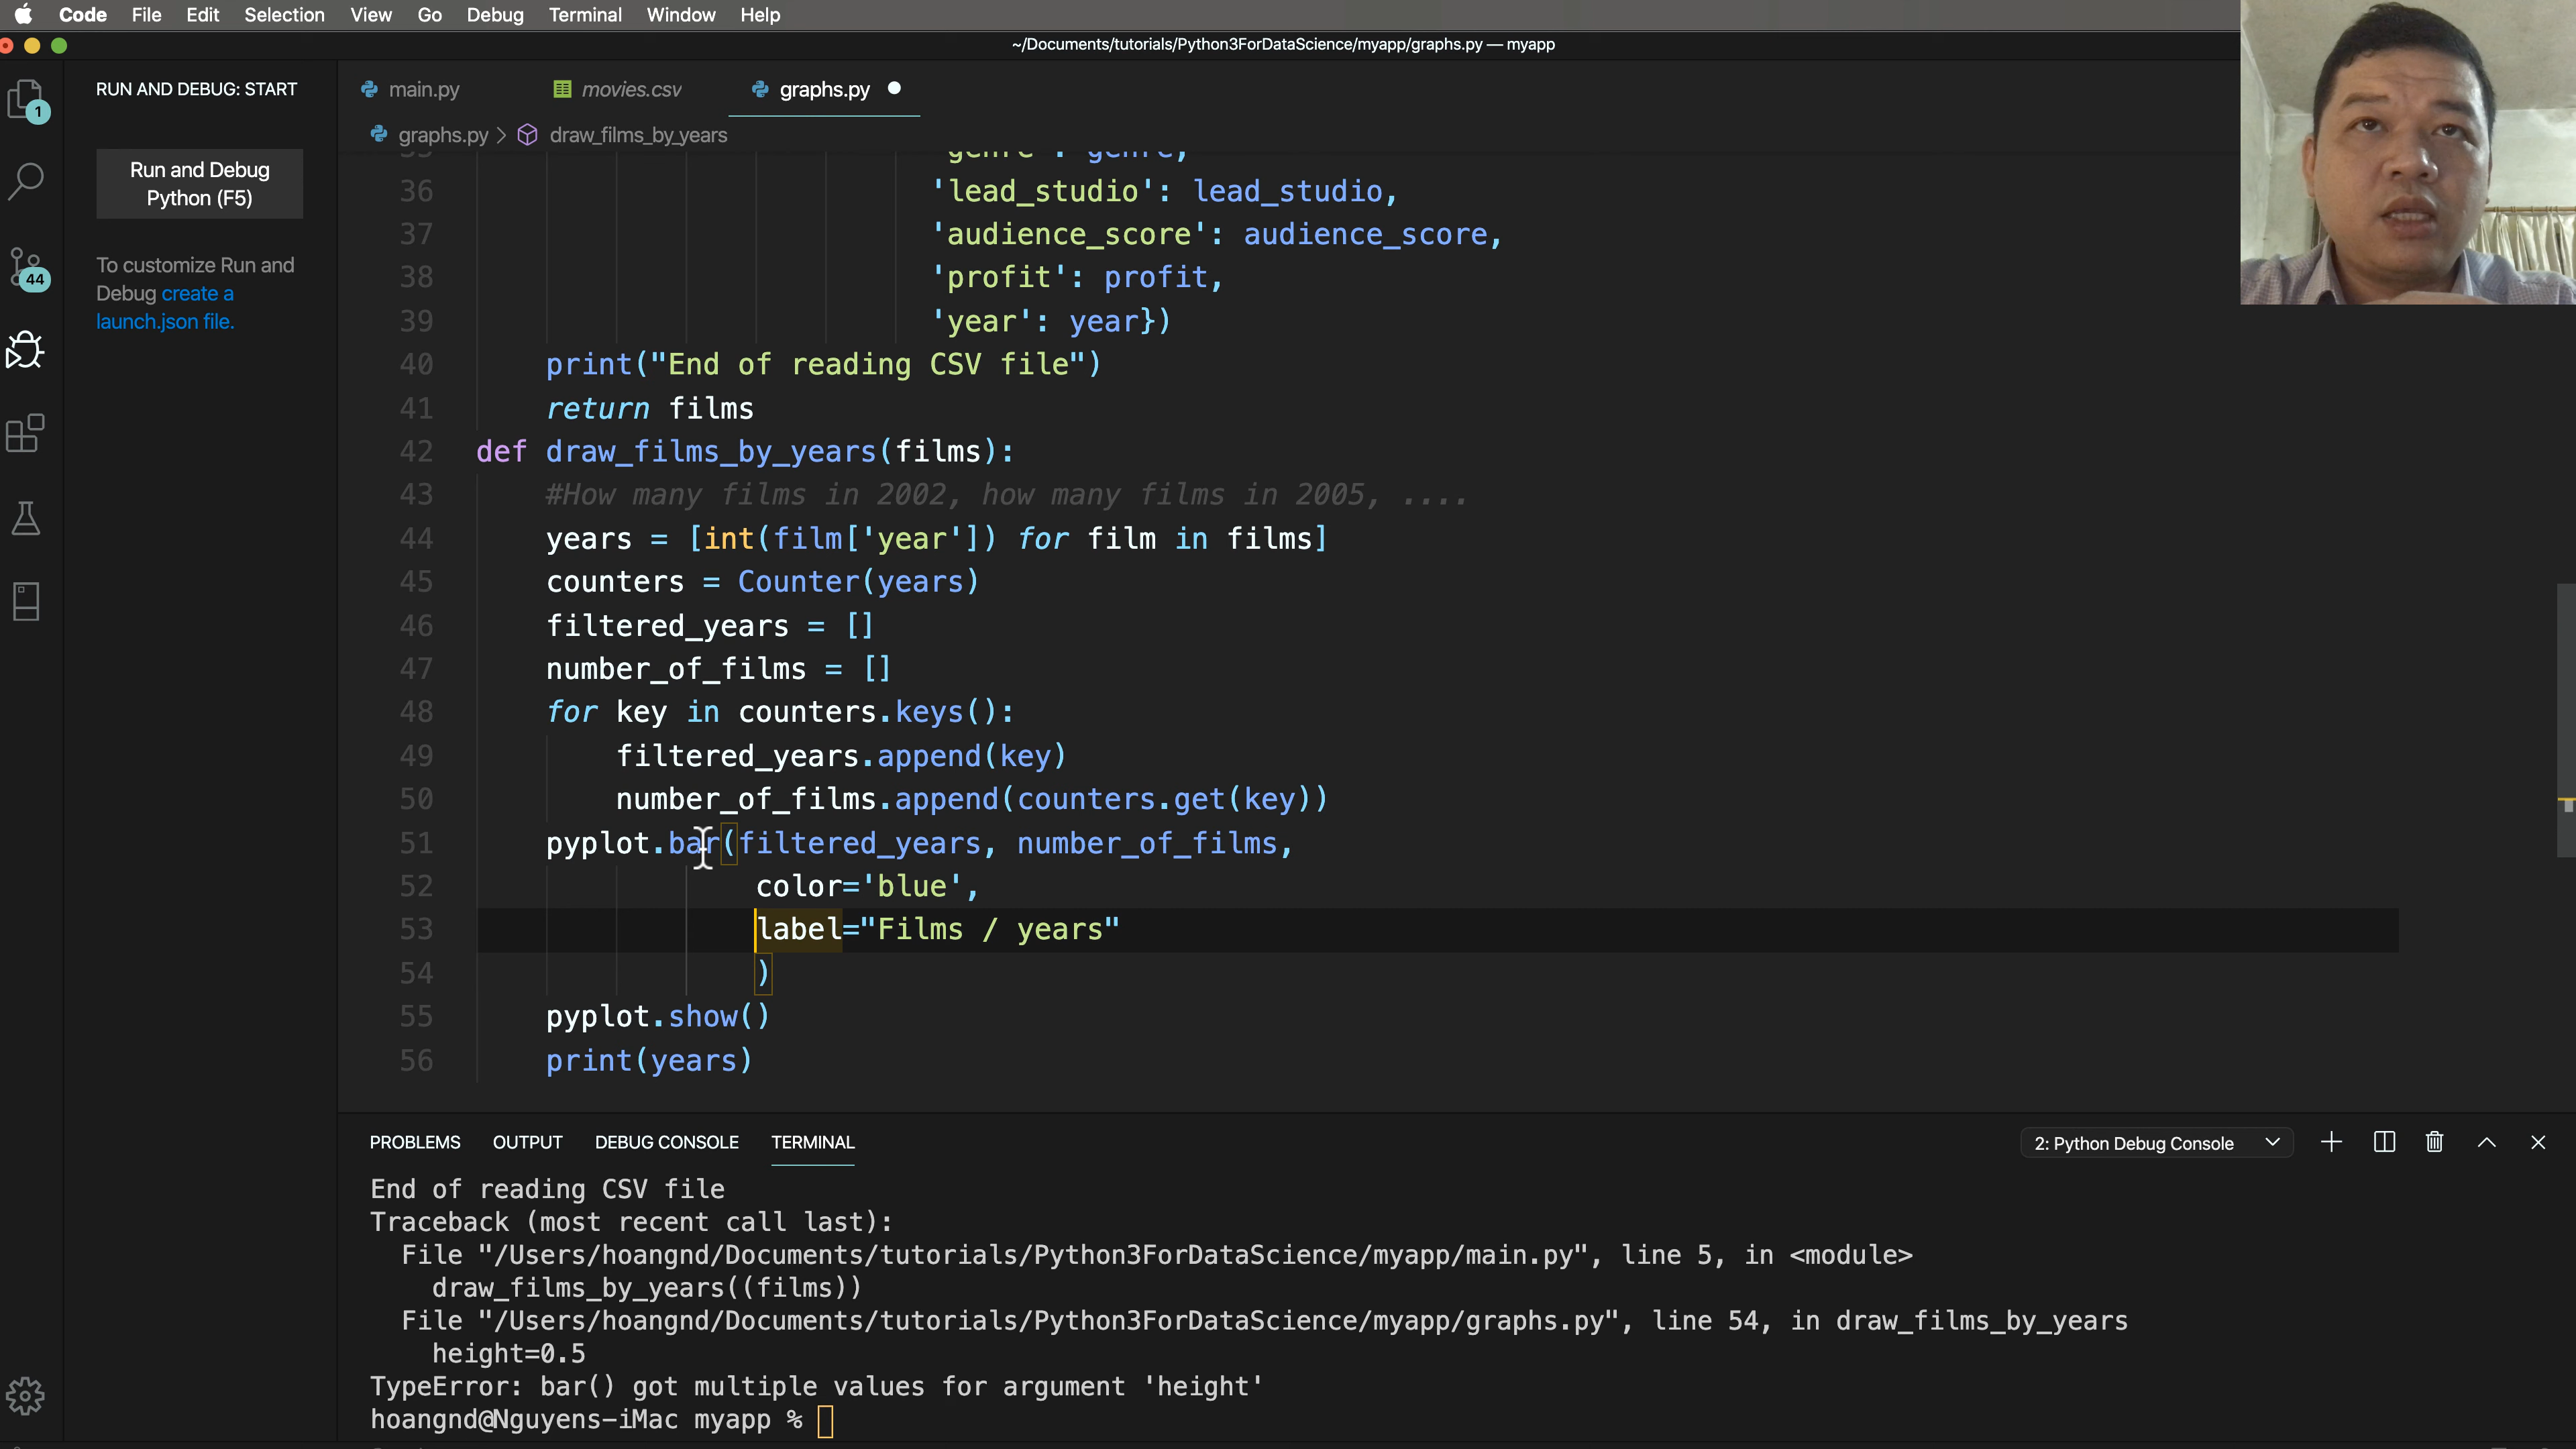 Code File Edit Selection View Go Debug Terminal Window Help
~/Documents/tutorials/Python3ForDataScience/myapp/graphs.py — myapp
RUN AND DEBUG: START
main.py movies.csv graphs.py
graphs.py > draw_films_by_years
1
44
Run and Debug
Python (F5)
To customize Run and
Debug create a
launch.json file.
35 'genre': genre,
36 'lead_studio': lead_studio,
37 'audience_score': audience_score,
38 'profit': profit,
39 'year': year})
40 print("End of reading CSV file")
41 return films
42 def draw_films_by_years(films):
43 #How many films in 2002, how many films in 2005, ....
44 years = [int(film['year']) for film in films]
45 counters = Counter(years)
46 filtered_years = []
47 number_of_films = []
48 for key in counters.keys():
49 filtered_years.append(key)
50 number_of_films.append(counters.get(key))
51 pyplot.bar(filtered_years, number_of_films,
52 color='blue',
53 label="Films / years"
54 )
55 pyplot.show()
56 print(years)
PROBLEMS OUTPUT DEBUG CONSOLE TERMINAL 2: Python Debug Console
End of reading CSV file
Traceback (most recent call last):
File "/Users/hoangnd/Documents/tutorials/Python3ForDataScience/myapp/main.py", line 5, in <module>
draw_films_by_years((films))
File "/Users/hoangnd/Documents/tutorials/Python3ForDataScience/myapp/graphs.py", line 54, in draw_films_by_years
height=0.5
TypeError: bar() got multiple values for argument 'height'
hoangnd@Nguyens-iMac myapp %